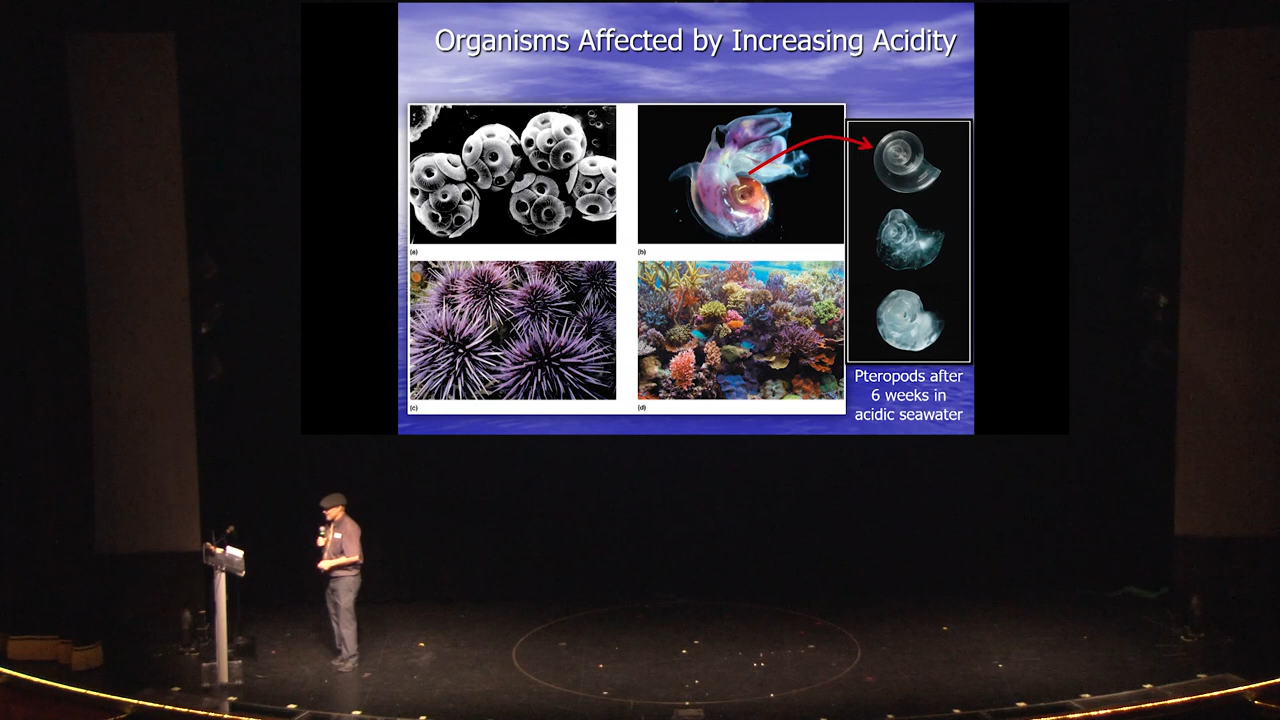 Organisms Affected by Increasing Acidity
(a)
(b)
(c)
(d)
Pteropods after
6 weeks in
acidic seawater